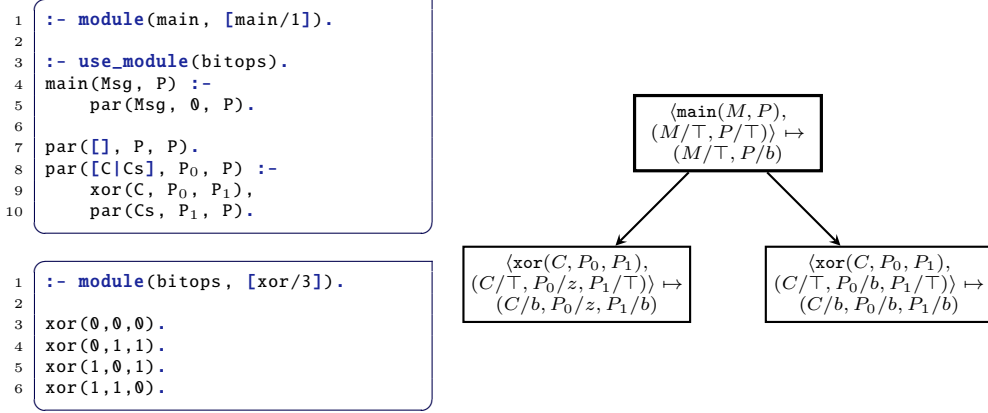 1 :- module(main, [main/1]).
2
3 :- use_module(bitops).
4 main(Msg, P) :-
5     par(Msg, 0, P).
6
7 par([], P, P).
8 par([C|Cs], P₀, P) :-
9     xor(C, P₀, P₁),
10     par(Cs, P₁, P).
1 :- module(bitops, [xor/3]).
2
3 xor(0,0,0).
4 xor(0,1,1).
5 xor(1,0,1).
6 xor(1,1,0).
⟨main(M, P),
(M/⊤, P/⊤)⟩ ↦
(M/⊤, P/b)
⟨xor(C, P₀, P₁),
(C/⊤, P₀/z, P₁/⊤)⟩ ↦
(C/b, P₀/z, P₁/b)
⟨xor(C, P₀, P₁),
(C/⊤, P₀/b, P₁/⊤)⟩ ↦
(C/b, P₀/b, P₁/b)